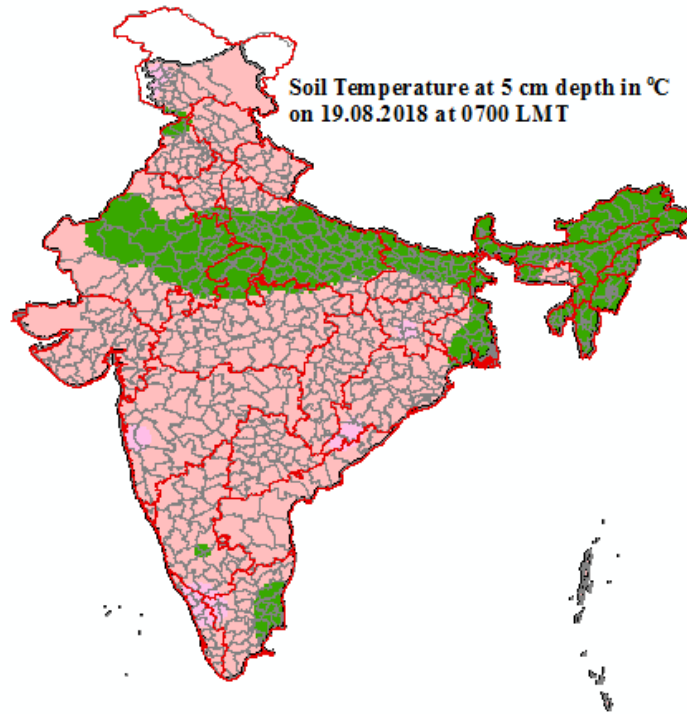 Soil Temperature at 5 cm depth in °C
on 19.08.2018 at 0700 LMT